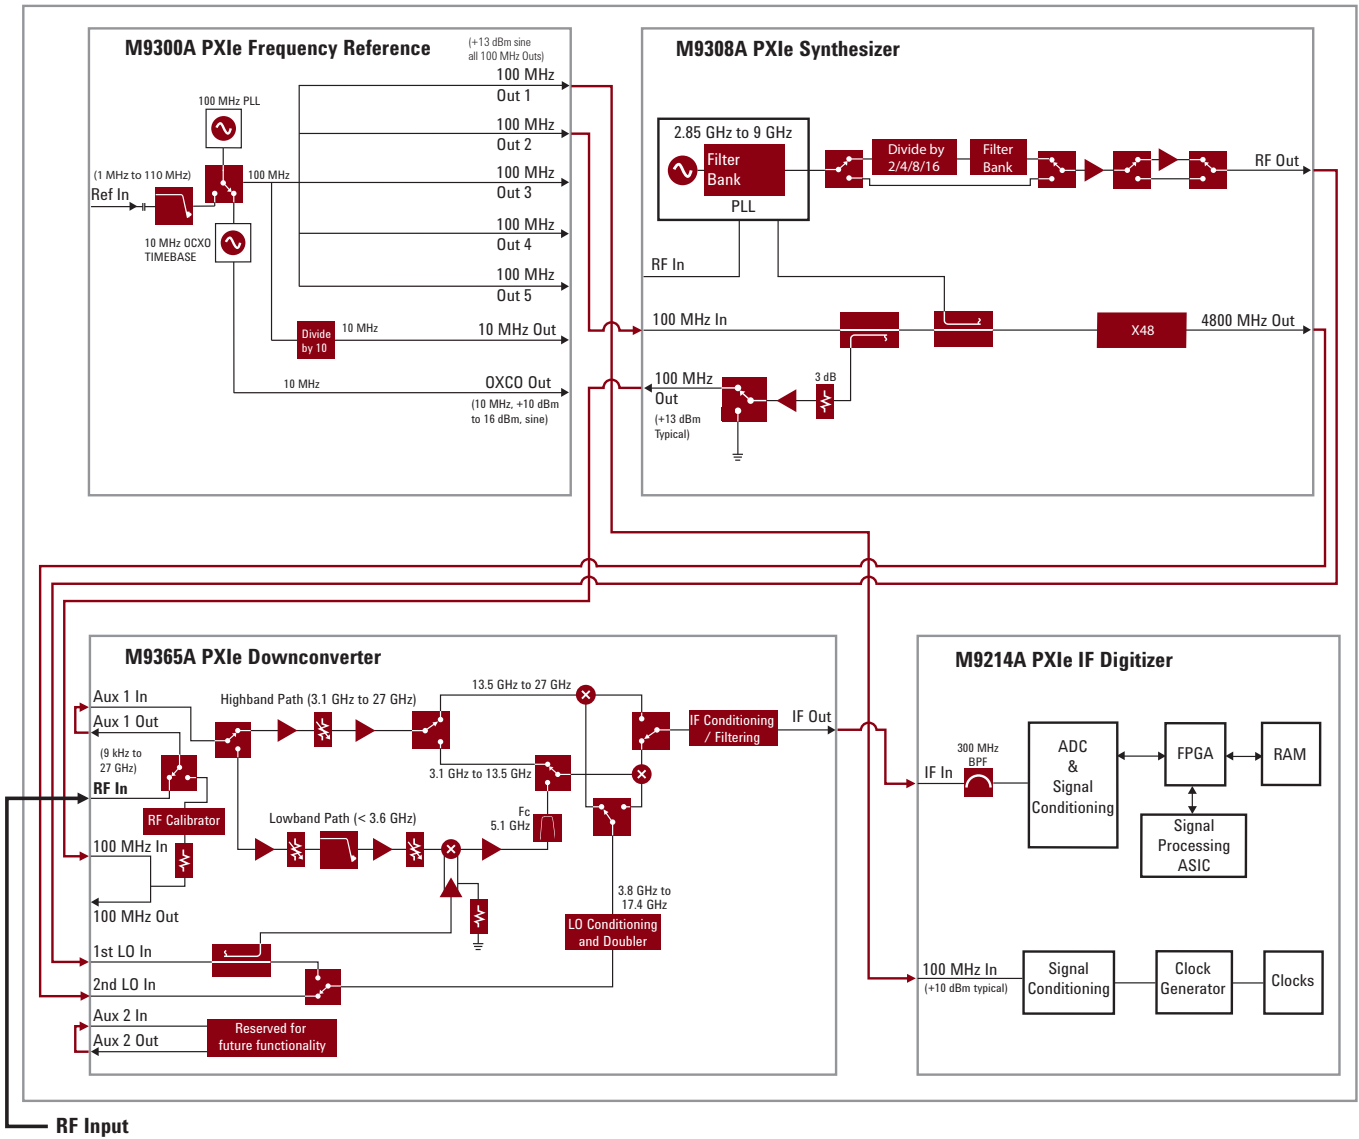 M9300A PXIe Frequency Reference
(+13 dBm sine
all 100 MHz Outs)
100 MHz
Out 1
100 MHz PLL
100 MHz
Out 2
(1 MHz to 110 MHz)
Ref In
100 MHz
100 MHz
Out 3
10 MHz OCXO
TIMEBASE
100 MHz
Out 4
100 MHz
Out 5
Divide
by 10
10 MHz
10 MHz Out
10 MHz
OXCO Out
(10 MHz, +10 dBm
to 16 dBm, sine)
M9308A PXIe Synthesizer
2.85 GHz to 9 GHz
Filter
Bank
PLL
Divide by
2/4/8/16
Filter
Bank
RF Out
RF In
100 MHz In
X48
4800 MHz Out
100 MHz
Out
(+13 dBm
Typical)
3 dB
M9365A PXIe Downconverter
Aux 1 In
Aux 1 Out
(9 kHz to
27 GHz)
RF In
Highband Path (3.1 GHz to 27 GHz)
13.5 GHz to 27 GHz
3.1 GHz to 13.5 GHz
IF Conditioning
/ Filtering
IF Out
RF Calibrator
Lowband Path (< 3.6 GHz)
Fc
5.1 GHz
100 MHz In
100 MHz Out
3.8 GHz to
17.4 GHz
LO Conditioning
and Doubler
1st LO In
2nd LO In
Aux 2 In
Aux 2 Out
Reserved for
future functionality
M9214A PXIe IF Digitizer
IF In
300 MHz
BPF
ADC
&
Signal
Conditioning
FPGA
RAM
Signal
Processing
ASIC
100 MHz In
(+10 dBm typical)
Signal
Conditioning
Clock
Generator
Clocks
RF Input